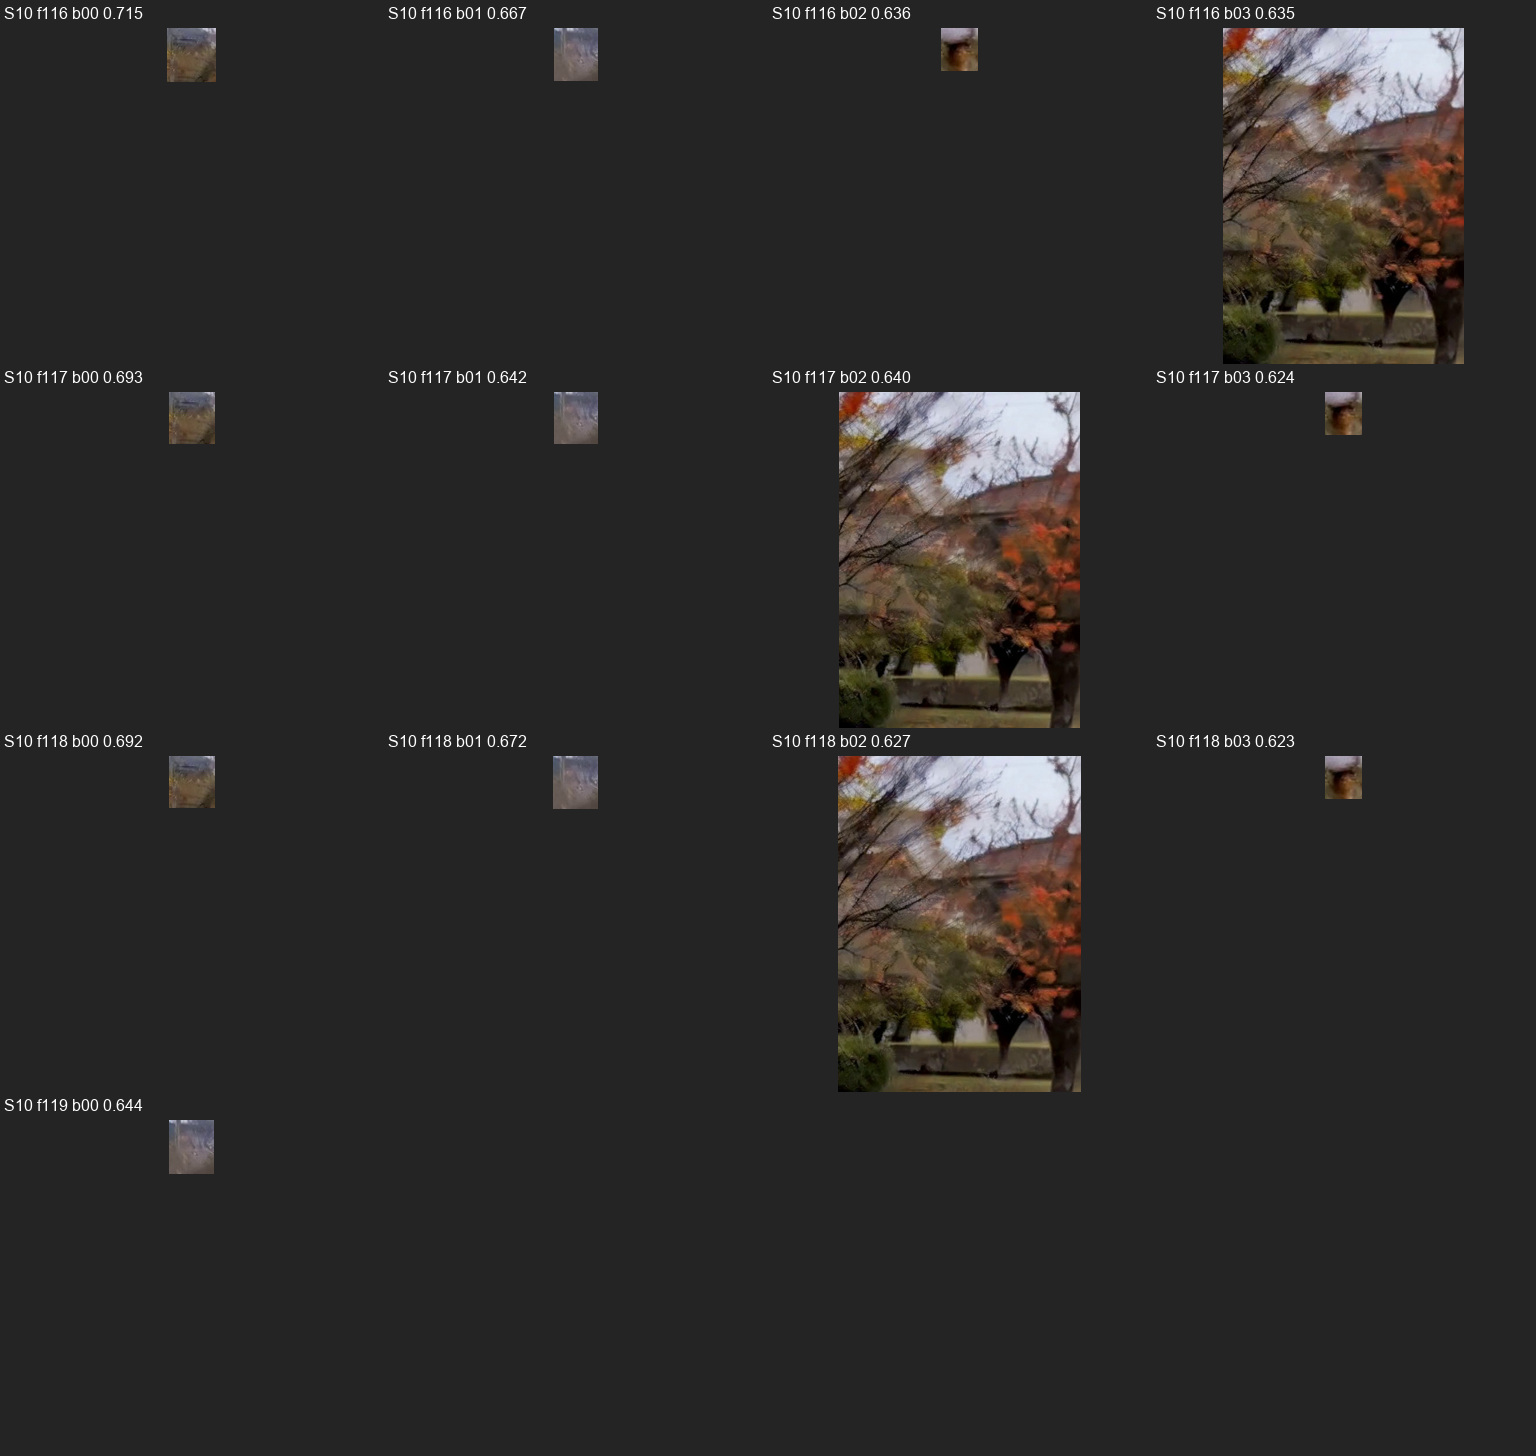 S10 f116 b00 0.715
S10 f116 b01 0.667
S10 f116 b02 0.636
S10 f116 b03 0.635
S10 f117 b00 0.693
S10 f117 b01 0.642
S10 f117 b02 0.640
S10 f117 b03 0.624
S10 f118 b00 0.692
S10 f118 b01 0.672
S10 f118 b02 0.627
S10 f118 b03 0.623
S10 f119 b00 0.644